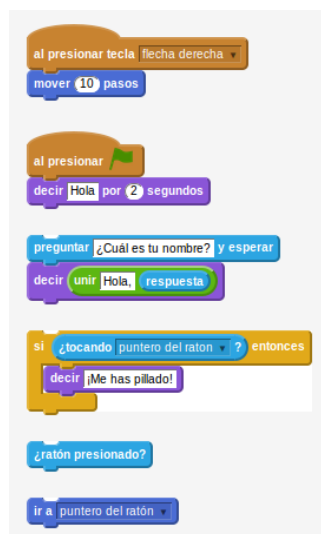 al presionar tecla flecha derecha
mover 10 pasos
al presionar
decir Hola por 2 segundos
preguntar ¿Cuál es tu nombre? y esperar
decir unir Hola, respuesta
si ¿tocando puntero del raton ? entonces
decir ¡Me has pillado!
¿ratón presionado?
ir a puntero del ratón